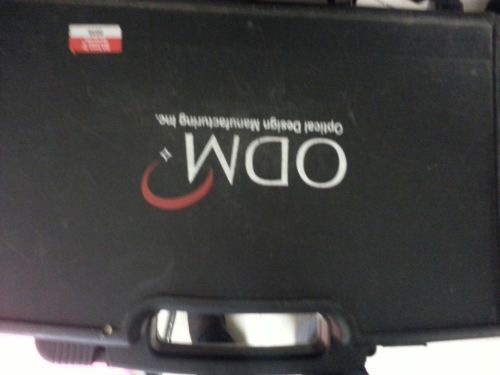 ODM
Optical Design Manufacturing Inc.